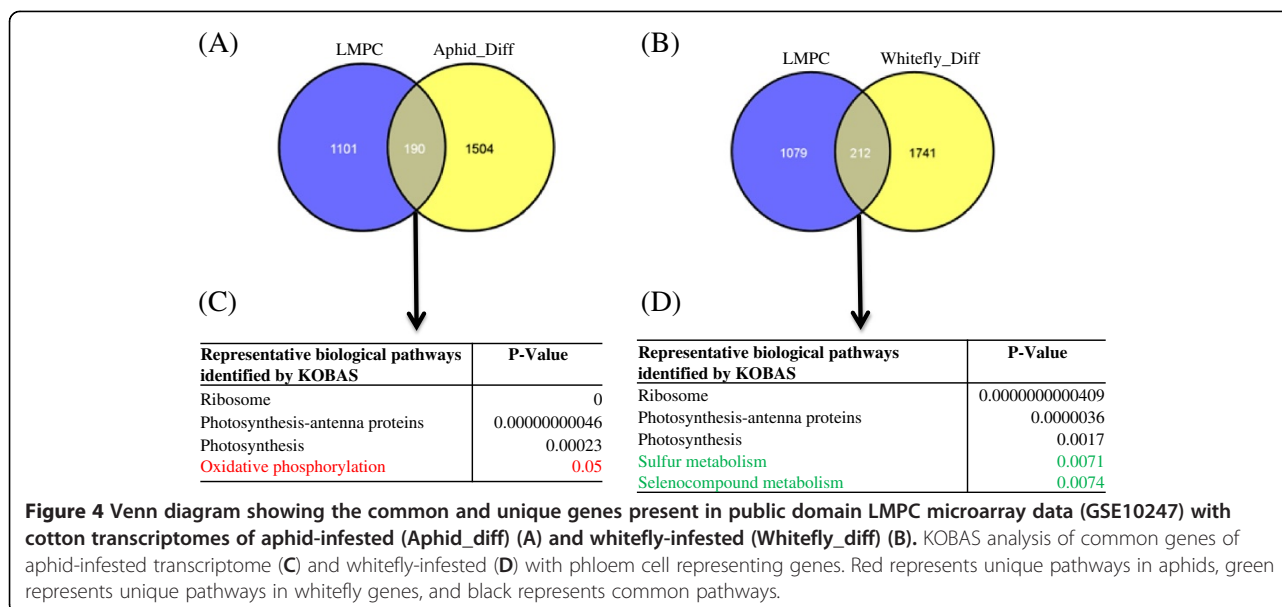 (A)
(B)
LMPC
Aphid_Diff
LMPC
Whitefly_Diff
1101
190
1504
1079
212
1741
(C)
(D)
Representative biological pathways identified by KOBAS
P-Value
Ribosome 0
Photosynthesis-antenna proteins 0.00000000046
Photosynthesis 0.00023
Oxidative phosphorylation 0.05
Representative biological pathways identified by KOBAS
P-Value
Ribosome 0.0000000000409
Photosynthesis-antenna proteins 0.0000036
Photosynthesis 0.0017
Sulfur metabolism 0.0071
Selenocompound metabolism 0.0074
Figure 4 Venn diagram showing the common and unique genes present in public domain LMPC microarray data (GSE10247) with
cotton transcriptomes of aphid-infested (Aphid_diff) (A) and whitefly-infested (Whitefly_diff) (B). KOBAS analysis of common genes of
aphid-infested transcriptome (C) and whitefly-infested (D) with phloem cell representing genes. Red represents unique pathways in aphids, green
represents unique pathways in whitefly genes, and black represents common pathways.